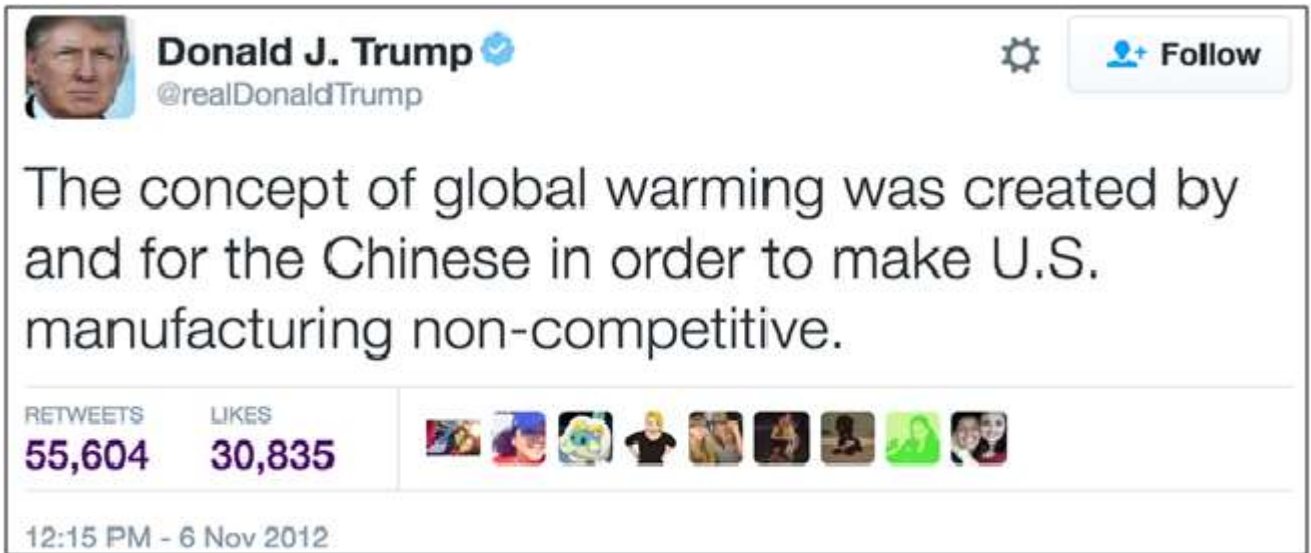 Donald J. Trump
@realDonaldTrump
Follow
The concept of global warming was created by
and for the Chinese in order to make U.S.
manufacturing non-competitive.
RETWEETS LIKES
55,604 30,835
12:15 PM - 6 Nov 2012